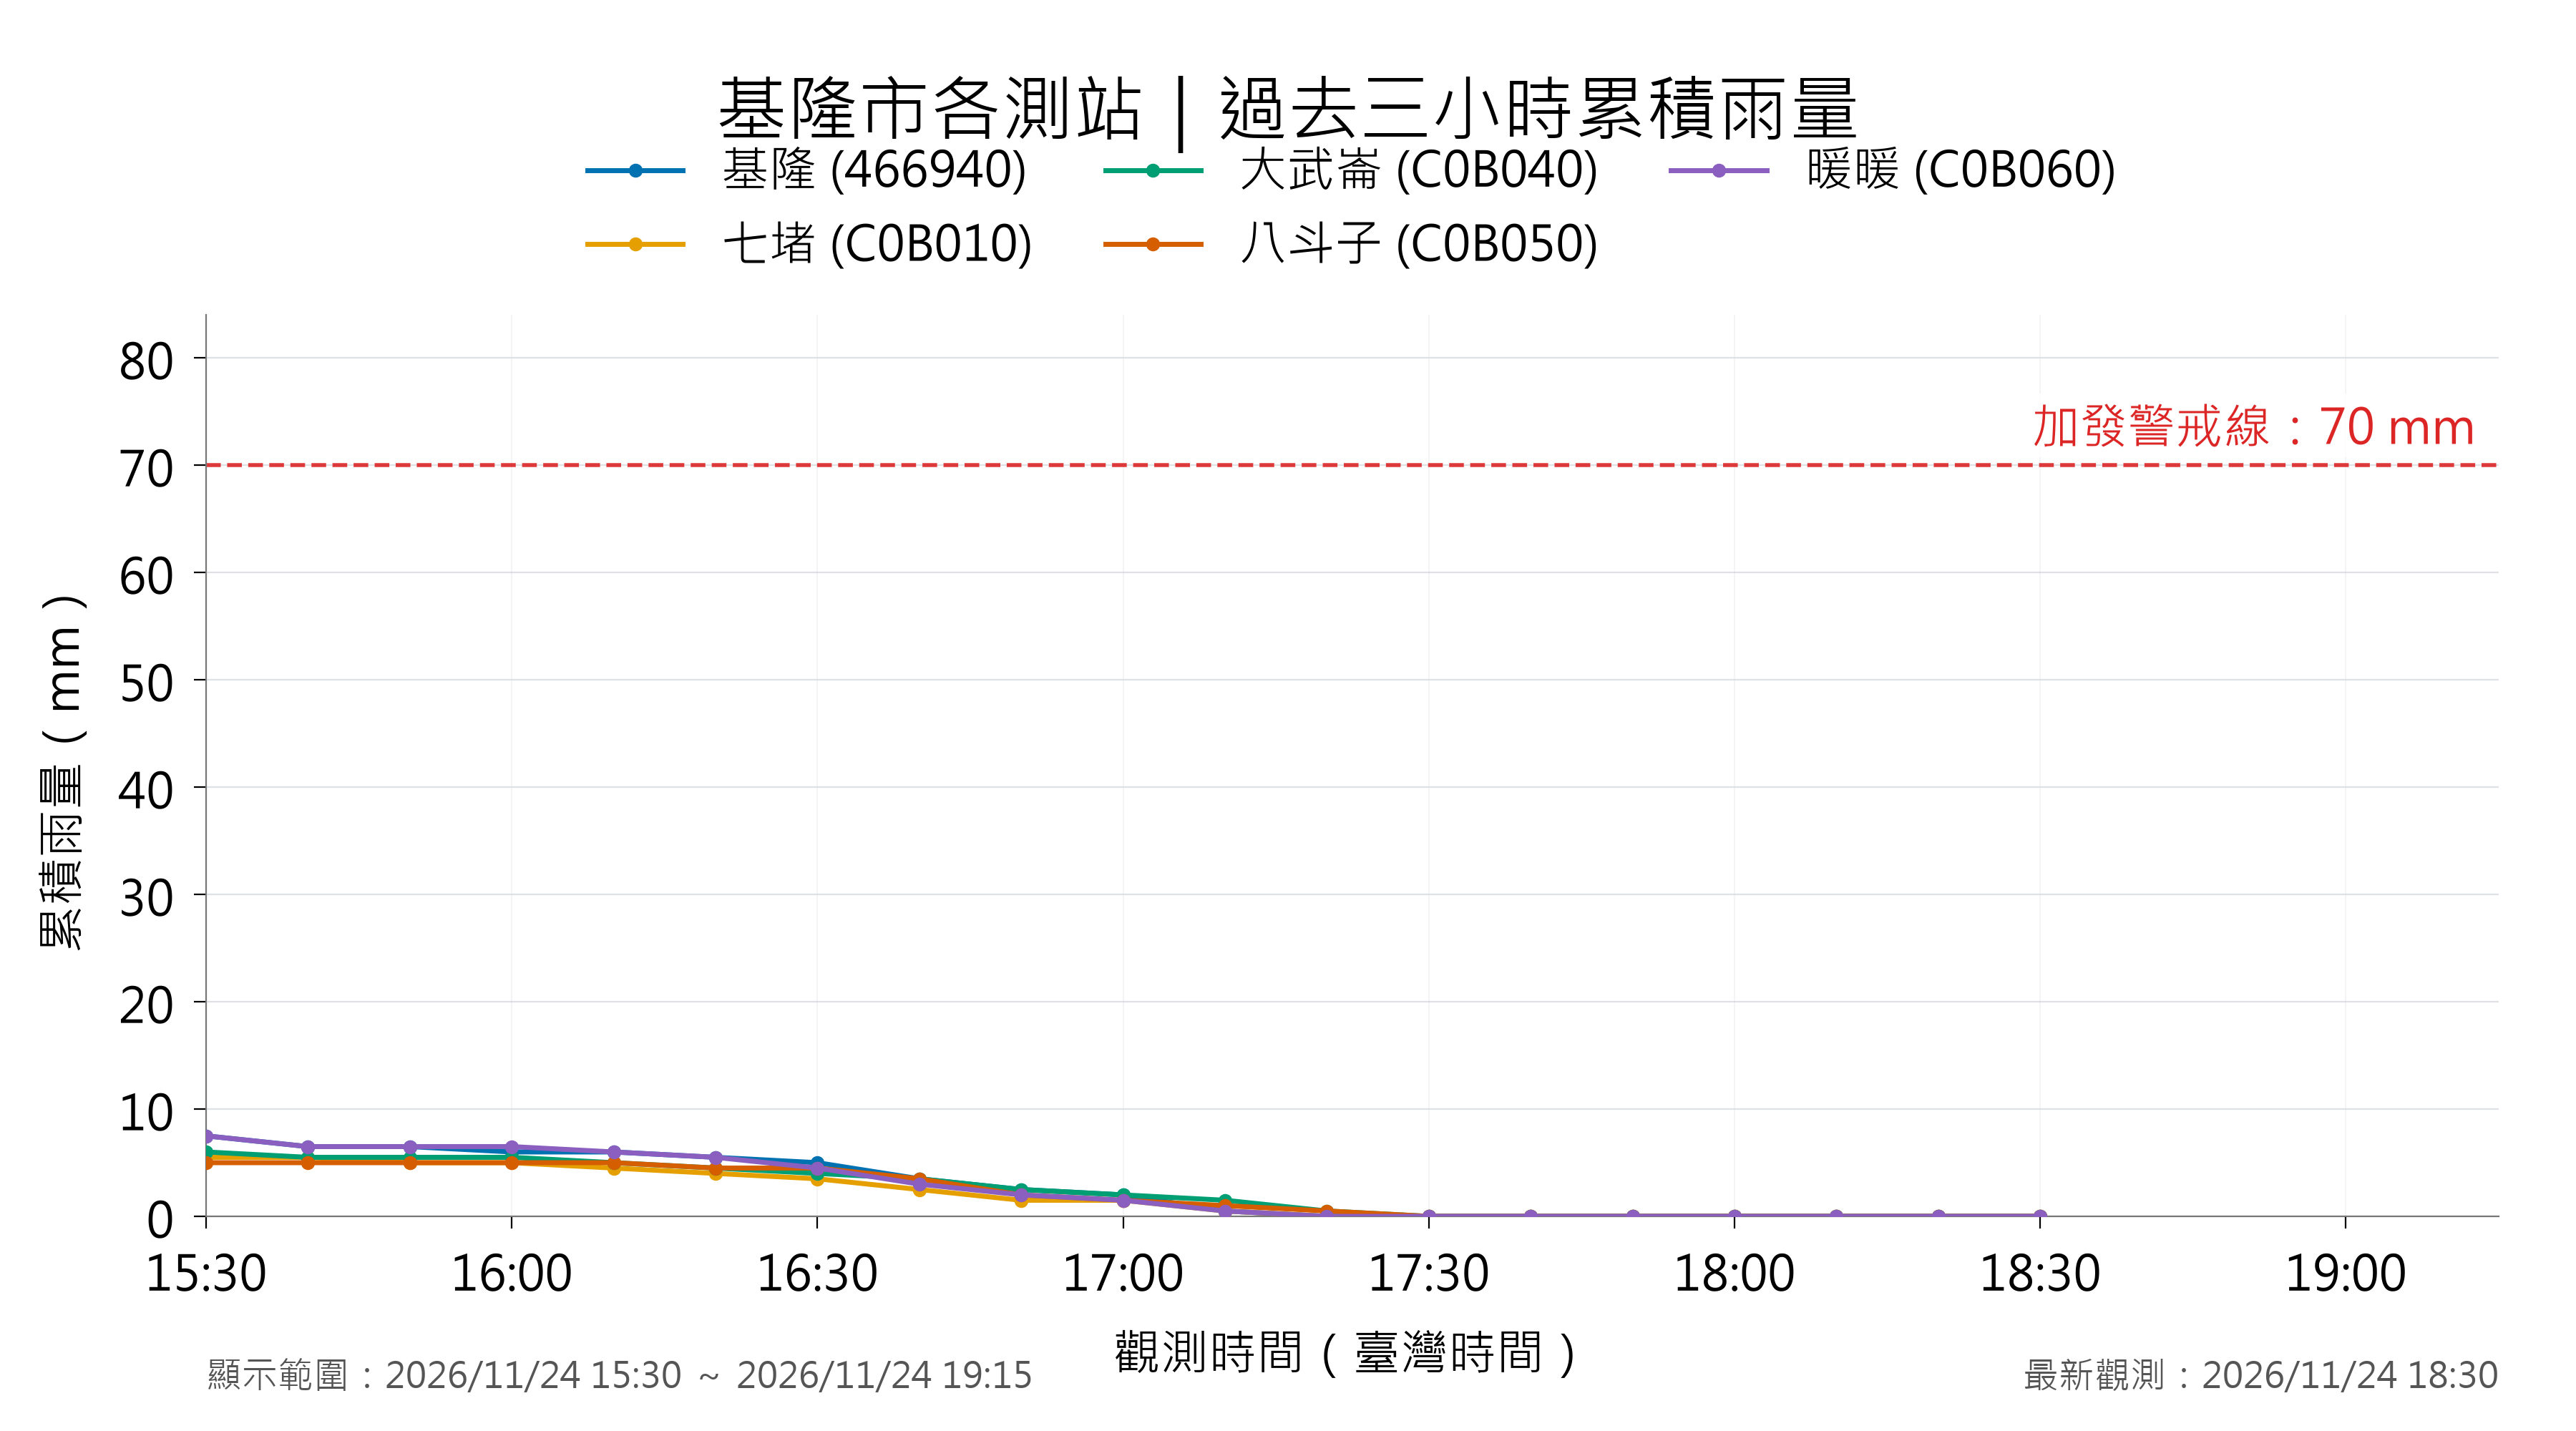 基隆市各測站｜過去三小時累積雨量
基隆 (466940)
大武崙 (C0B040)
暖暖 (C0B060)
七堵 (C0B010)
八斗子 (C0B050)
80
加發警戒線：70 mm
70
60
50
40
30
20
10
0
累積雨量（mm）
15:30 16:00 16:30 17:00 17:30 18:00 18:30 19:00
觀測時間（臺灣時間）
顯示範圍：2026/11/24 15:30 ~ 2026/11/24 19:15
最新觀測：2026/11/24 18:30